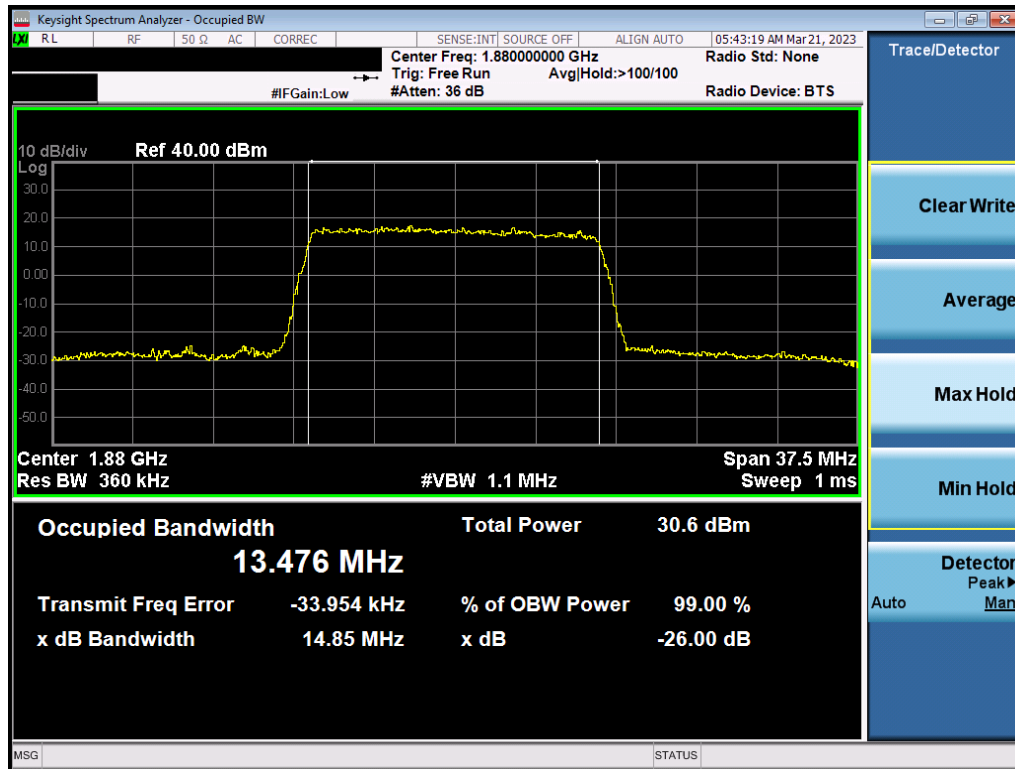 Keysight Spectrum Analyzer - Occupied BW
LXI RL RF 50 Ω AC CORREC SENSE:INT SOURCE OFF ALIGN AUTO 05:43:19 AM Mar 21, 2023
Center Freq: 1.880000000 GHz Radio Std: None
Trig: Free Run Avg|Hold:>100/100
#IFGain:Low #Atten: 36 dB Radio Device: BTS
Trace/Detector
10 dB/div Ref 40.00 dBm
Log
30.0
20.0
10.0
0.00
-10.0
-20.0
-30.0
-40.0
-50.0
Center 1.88 GHz Span 37.5 MHz
Res BW 360 kHz #VBW 1.1 MHz Sweep 1 ms
Occupied Bandwidth Total Power 30.6 dBm
13.476 MHz
Transmit Freq Error -33.954 kHz % of OBW Power 99.00 %
x dB Bandwidth 14.85 MHz x dB -26.00 dB
Clear Write
Average
Max Hold
Min Hold
Detector
Peak
Auto Man
MSG STATUS